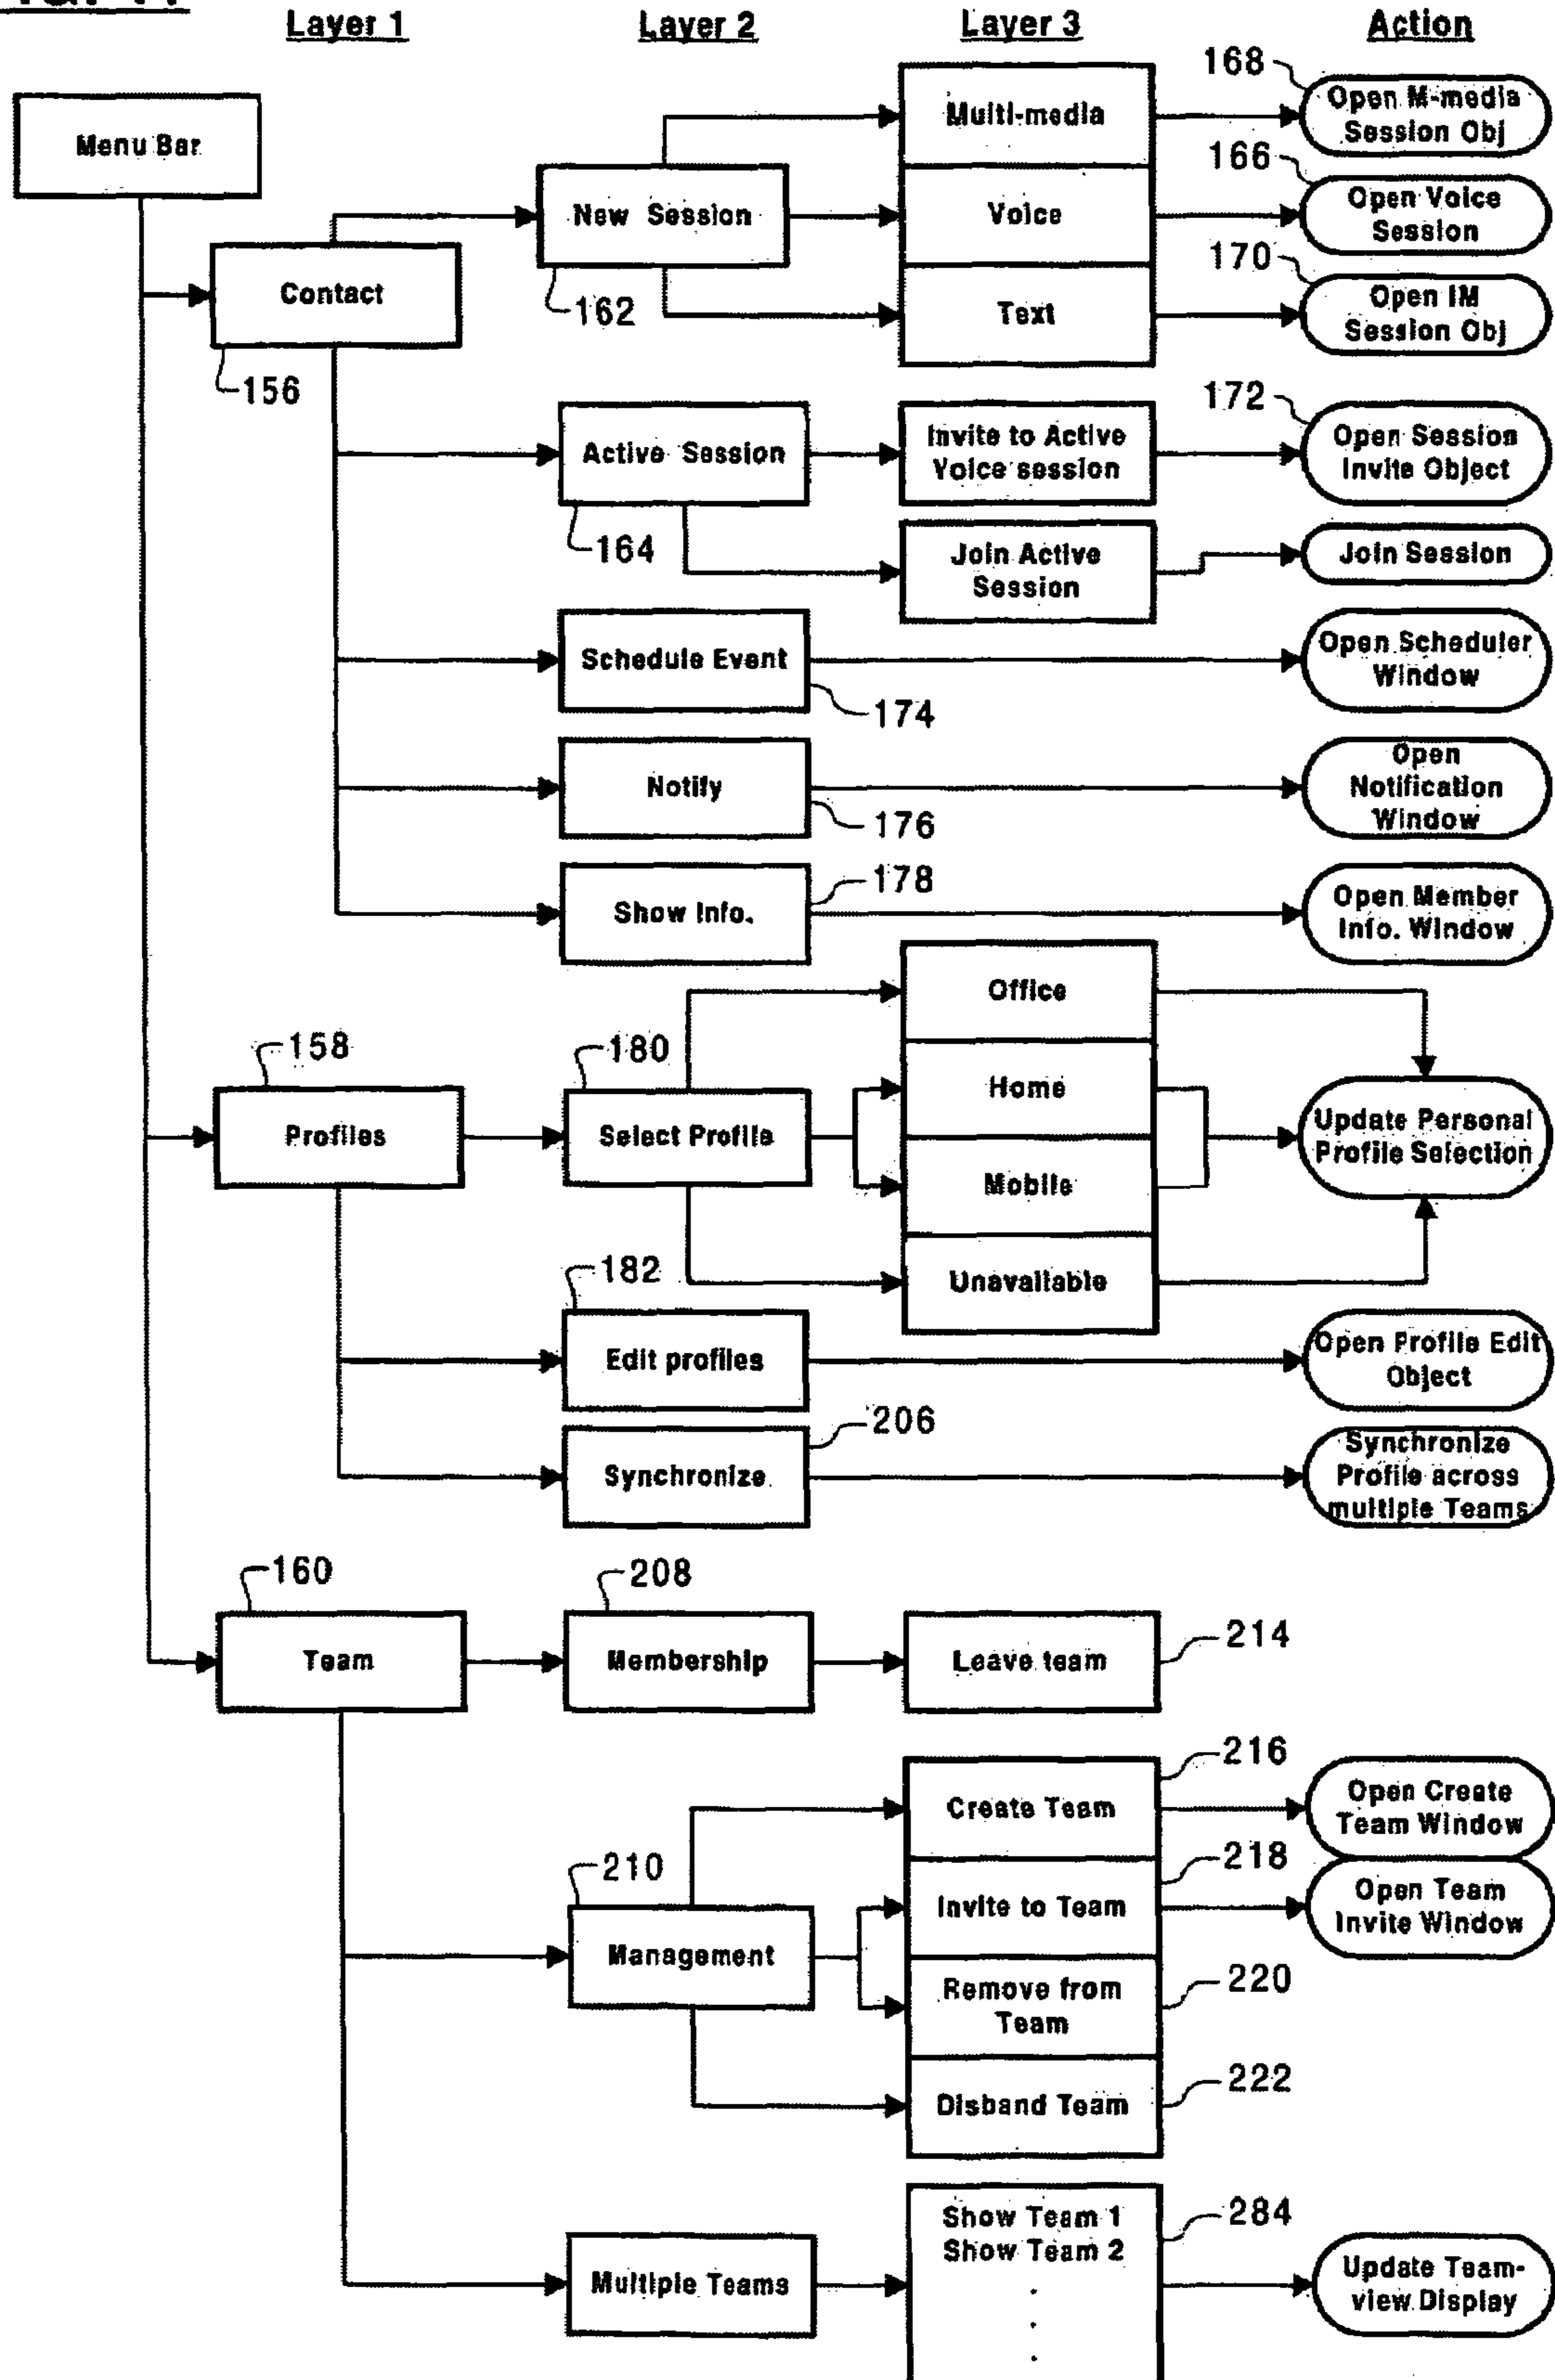 Layer 1 Layer 2 Layer 3 Action
Menu Bar
Contact
156
New Session
162
Multi-media
Voice
Text
168
Open M-media
Session Obj
166
Open Voice
Session
170
Open IM
Session Obj
Active Session
164
Invite to Active
Voice session
172
Open Session
Invite Object
Join Active
Session
Join Session
Schedule Event
174
Open Scheduler
Window
Notify
176
Open
Notification
Window
Show Info.
178
Open Member
Info. Window
158
Profiles
180
Select Profile
Office
Home
Mobile
Unavailable
Update Personal
Profile Selection
182
Edit profiles
Open Profile Edit
Object
206
Synchronize
Synchronize
Profile across
multiple Teams
160
Team
208
Membership
Leave team
214
210
Management
216
Create Team
Open Create
Team Window
218
Invite to Team
Open Team
Invite Window
220
Remove from
Team
222
Disband Team
Multiple Teams
284
Show Team 1
Show Team 2
.
.
.
Update Team-
view Display